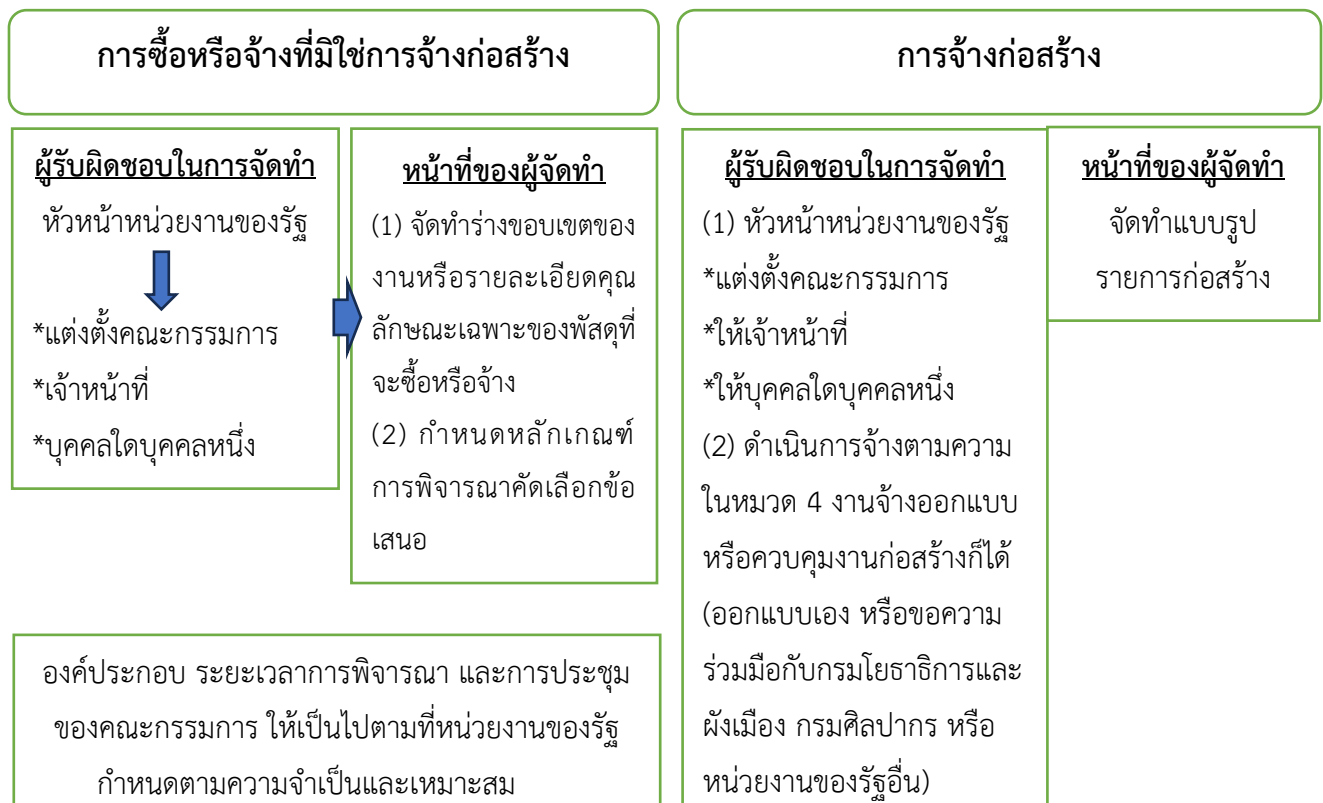 การซื้อหรือจ้างที่มิใช่การจ้างก่อสร้าง
ผู้รับผิดชอบในการจัดทำ
หัวหน้าหน่วยงานของรัฐ
*แต่งตั้งคณะกรรมการ
*เจ้าหน้าที่
*บุคคลใดบุคคลหนึ่ง
หน้าที่ของผู้จัดทำ
(1) จัดทำร่างขอบเขตของ
งานหรือรายละเอียดคุณ
ลักษณะเฉพาะของพัสดุที่
จะซื้อหรือจ้าง
(2) กำหนดหลักเกณฑ์
การพิจารณาคัดเลือกข้อ
เสนอ
องค์ประกอบ ระยะเวลาการพิจารณา และการประชุม
ของคณะกรรมการ ให้เป็นไปตามที่หน่วยงานของรัฐ
กำหนดตามความจำเป็นและเหมาะสม
การจ้างก่อสร้าง
ผู้รับผิดชอบในการจัดทำ
(1) หัวหน้าหน่วยงานของรัฐ
*แต่งตั้งคณะกรรมการ
*ให้เจ้าหน้าที่
*ให้บุคคลใดบุคคลหนึ่ง
(2) ดำเนินการจ้างตามความ
ในหมวด 4 งานจ้างออกแบบ
หรือควบคุมงานก่อสร้างก็ได้
(ออกแบบเอง หรือขอความ
ร่วมมือกับกรมโยธาธิการและ
ผังเมือง กรมศิลปากร หรือ
หน่วยงานของรัฐอื่น)
หน้าที่ของผู้จัดทำ
จัดทำแบบรูป
รายการก่อสร้าง